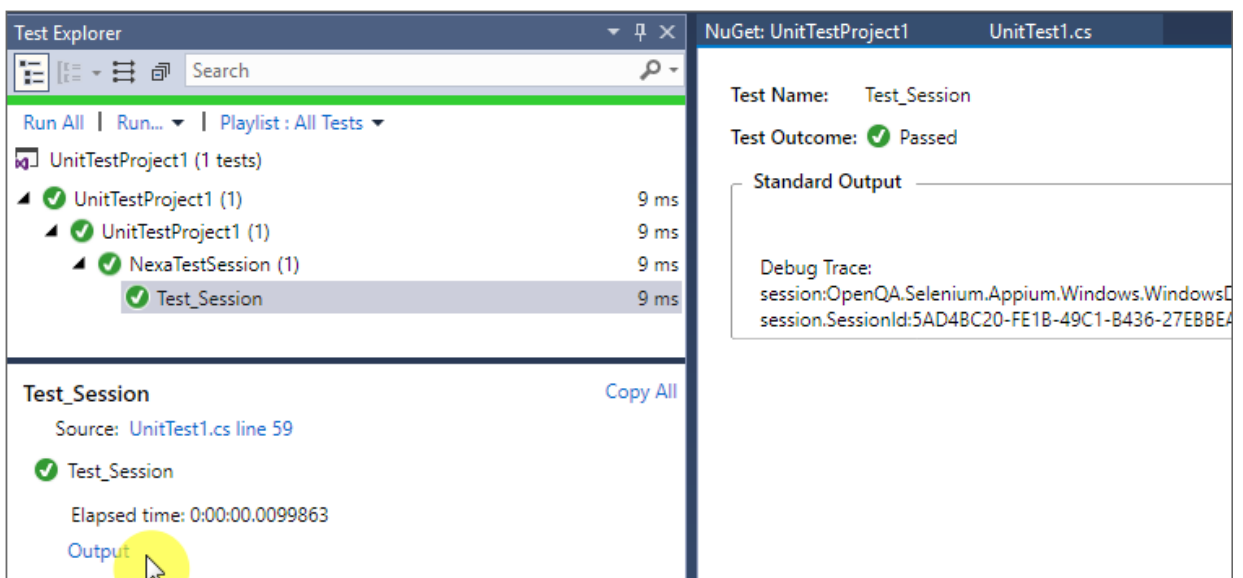 Test Explorer
Search
Run All | Run... | Playlist : All Tests
UnitTestProject1 (1 tests)
UnitTestProject1 (1) 9 ms
UnitTestProject1 (1) 9 ms
NexaTestSession (1) 9 ms
Test_Session 9 ms
Test_Session Copy All
Source: UnitTest1.cs line 59
Test_Session
Elapsed time: 0:00:00.0099863
Output
NuGet: UnitTestProject1 UnitTest1.cs
Test Name: Test_Session
Test Outcome: Passed
Standard Output
Debug Trace:
session:OpenQA.Selenium.Appium.Windows.WindowsD
session.SessionId:5AD4BC20-FE1B-49C1-B436-27EBBEA